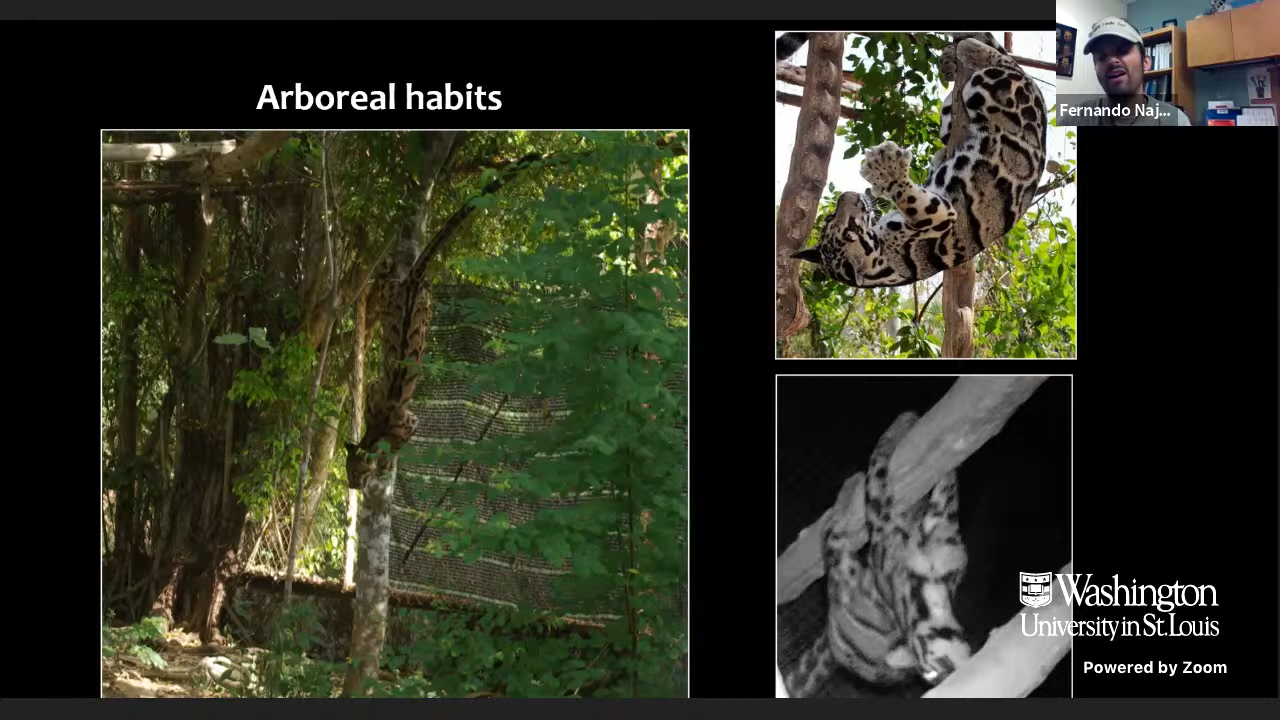 Arboreal habits
Fernando Naj...
Washington
University in St. Louis
Powered by Zoom